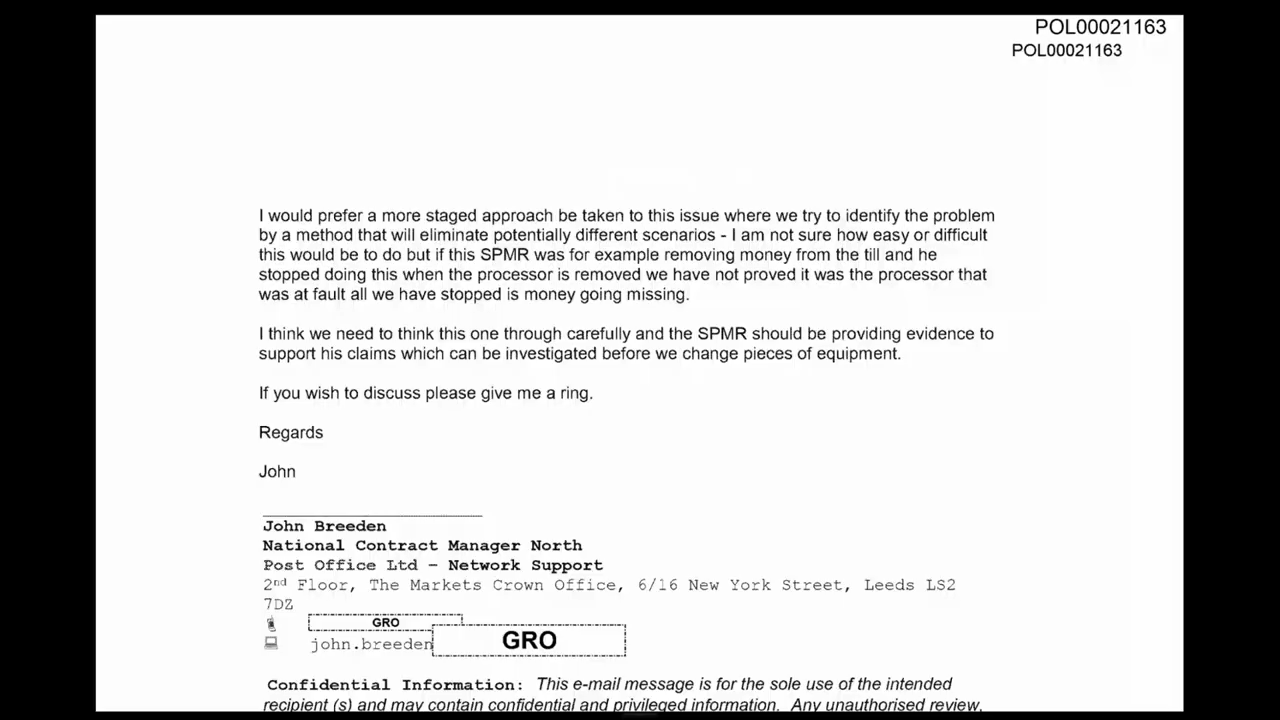 POL00021163
POL00021163
I would prefer a more staged approach be taken to this issue where we try to identify the problem
by a method that will eliminate potentially different scenarios - I am not sure how easy or difficult
this would be to do but if this SPMR was for example removing money from the till and he
stopped doing this when the processor is removed we have not proved it was the processor that
was at fault all we have stopped is money going missing.
I think we need to think this one through carefully and the SPMR should be providing evidence to
support his claims which can be investigated before we change pieces of equipment.
If you wish to discuss please give me a ring.
Regards
John
John Breeden
National Contract Manager North
Post Office Ltd – Network Support
2nd Floor, The Markets Crown Office, 6/16 New York Street, Leeds LS2
7DZ
GRO
john.breeden GRO
Confidential Information: This e-mail message is for the sole use of the intended
recipient (s) and may contain confidential and privileged information. Any unauthorised review,